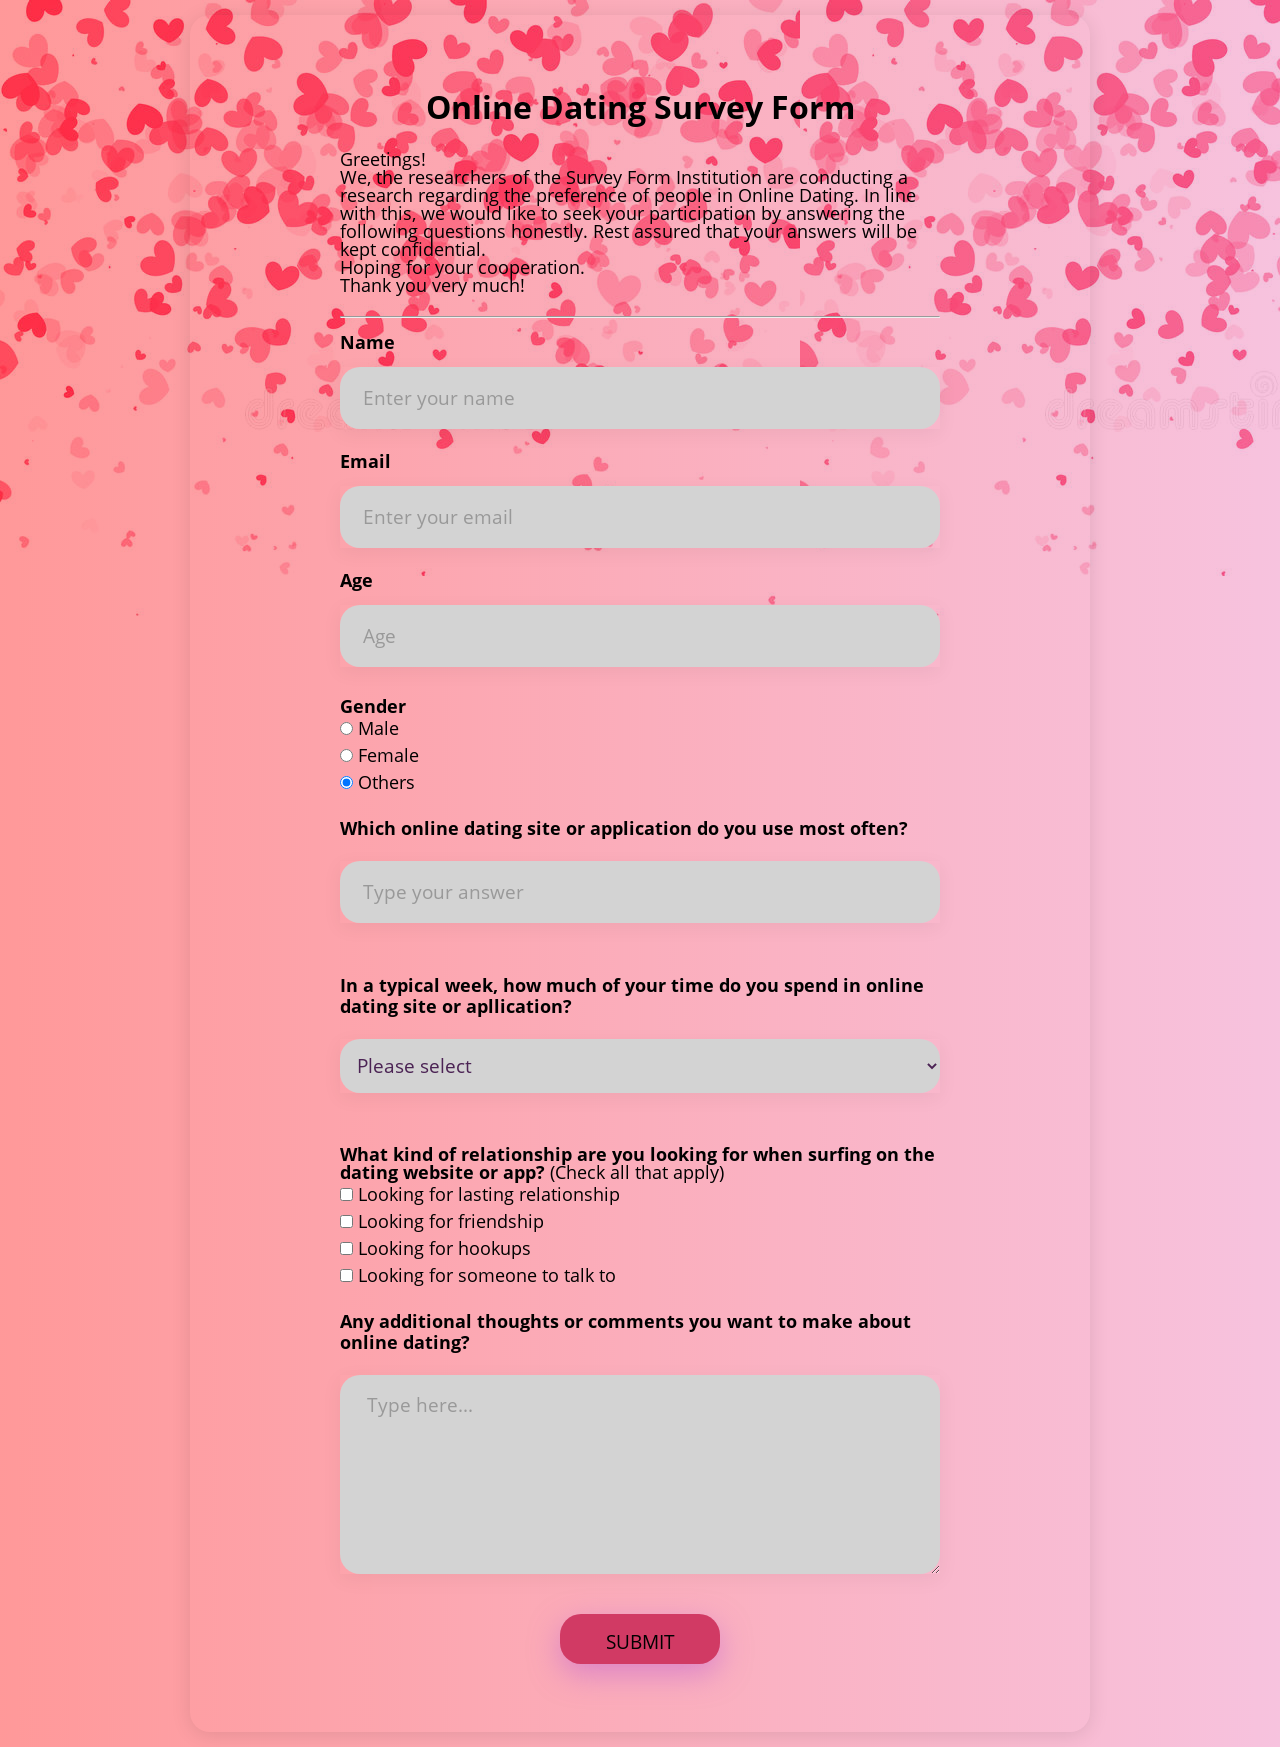 Online Dating Survey Form
Greetings!
We, the researchers of the Survey Form Institution are conducting a
research regarding the preference of people in Online Dating. In line
with this, we would like to seek your participation by answering the
following questions honestly. Rest assured that your answers will be
kept confidential.
Hoping for your cooperation.
Thank you very much!
Name
Enter your name
Email
Enter your email
Age
Age
Gender
Male
Female
Others
Which online dating site or application do you use most often?
Type your answer
In a typical week, how much of your time do you spend in online
dating site or apllication?
Please select
What kind of relationship are you looking for when surfing on the
dating website or app? (Check all that apply)
Looking for lasting relationship
Looking for friendship
Looking for hookups
Looking for someone to talk to
Any additional thoughts or comments you want to make about
online dating?
Type here...
SUBMIT